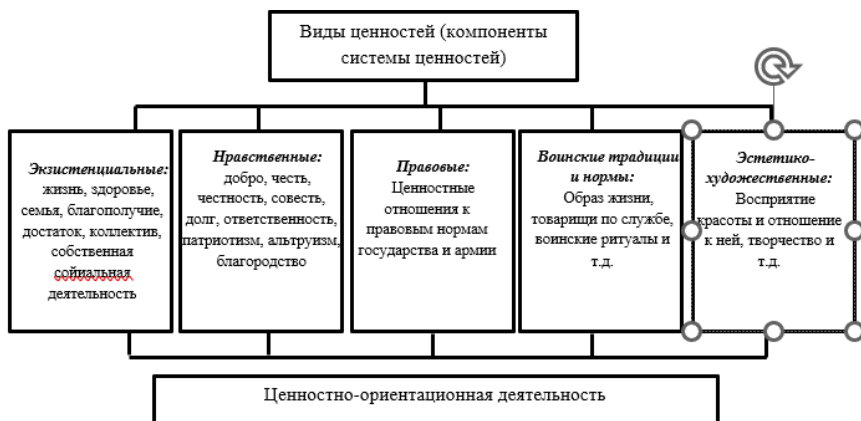 Виды ценностей (компоненты
системы ценностей)
Экзистенциальные:
жизнь, здоровье,
семья, благополучие,
достаток, коллектив,
собственная
сойиальная
деятельность
Нравственные:
добро, честь,
честность, совесть,
долг, ответственность,
патриотизм, альтруизм,
благородство
Правовые:
Ценностные
отношения к
правовым нормам
государства и армии
Воинские традиции
и нормы:
Образ жизни,
товарищи по службе,
воинские ритуалы и
т.д.
Эстетико-
художественные:
Восприятие
красоты и отношение
к ней, творчество и
т.д.
Ценностно-ориентационная деятельность